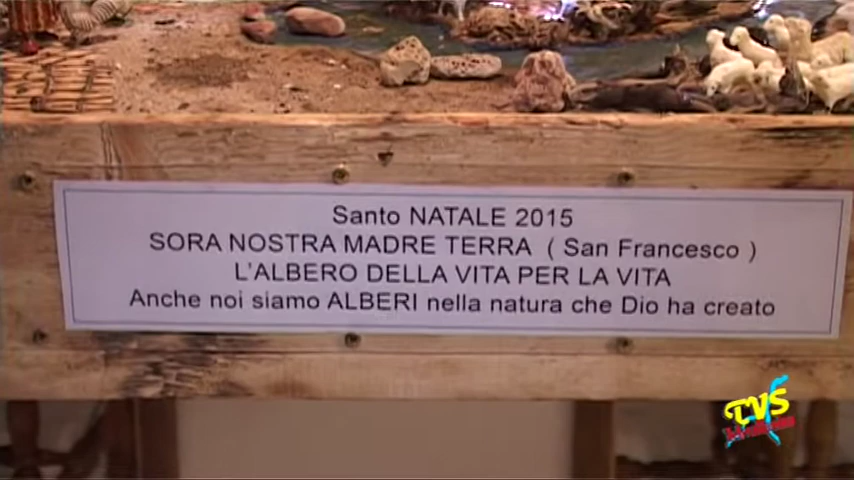 Santo NATALE 2015
SORA NOSTRA MADRE TERRA ( San Francesco )
L'ALBERO DELLA VITA PER LA VITA
Anche noi siamo ALBERI nella natura che Dio ha creato
TVS